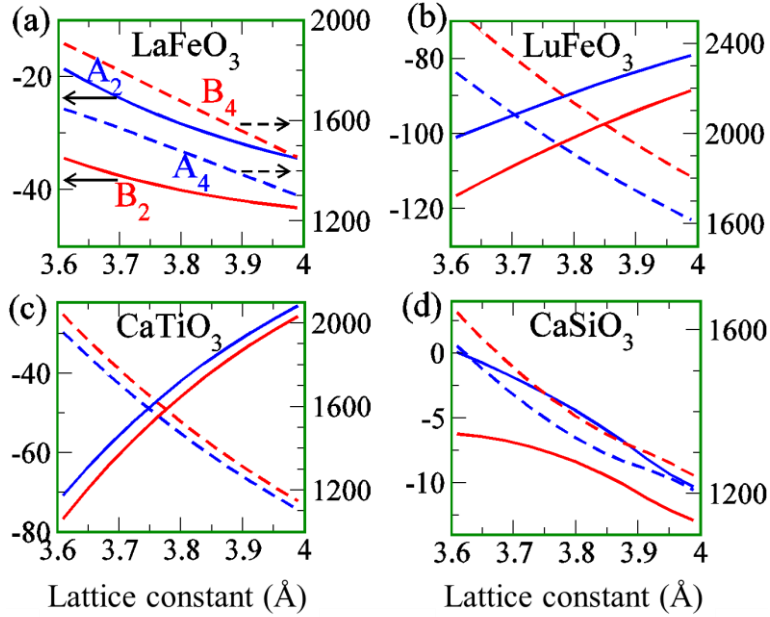 (a) LaFeO3
-20
-40
A2
B4
A4
B2
2000
1600
1200
3.6 3.7 3.8 3.9 4
(b) LuFeO3
-80
-100
-120
2400
2000
1600
3.6 3.7 3.8 3.9 4
(c) CaTiO3
-40
-60
-80
2000
1600
1200
3.6 3.7 3.8 3.9 4
Lattice constant (Å)
(d) CaSiO3
0
-5
-10
1600
1200
3.6 3.7 3.8 3.9 4
Lattice constant (Å)